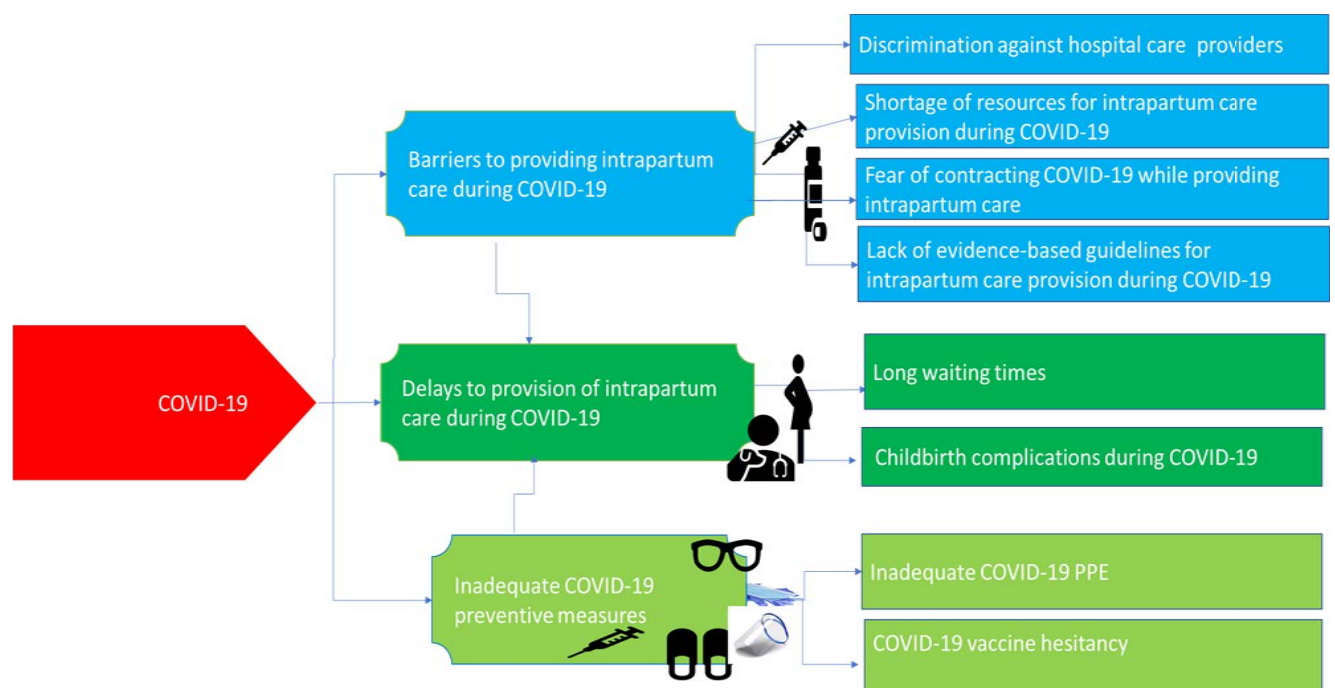 COVID-19
Barriers to providing intrapartum
care during COVID-19
Discrimination against hospital care providers
Shortage of resources for intrapartum care
provision during COVID-19
Fear of contracting COVID-19 while providing
intrapartum care
Lack of evidence-based guidelines for
intrapartum care provision during COVID-19
Delays to provision of intrapartum
care during COVID-19
Long waiting times
Childbirth complications during COVID-19
Inadequate COVID-19
preventive measures
Inadequate COVID-19 PPE
COVID-19 vaccine hesitancy